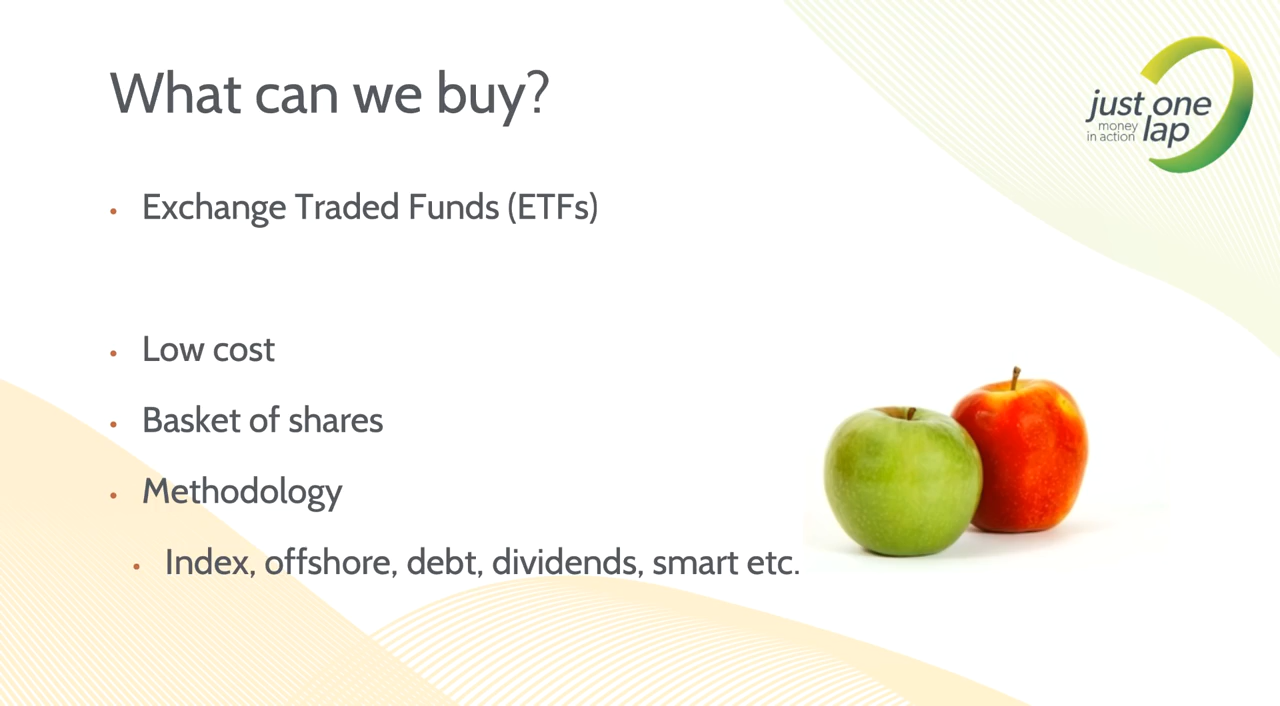 What can we buy?
just one
money
in action lap
• Exchange Traded Funds (ETFs)
• Low cost
• Basket of shares
• Methodology
• Index, offshore, debt, dividends, smart etc.